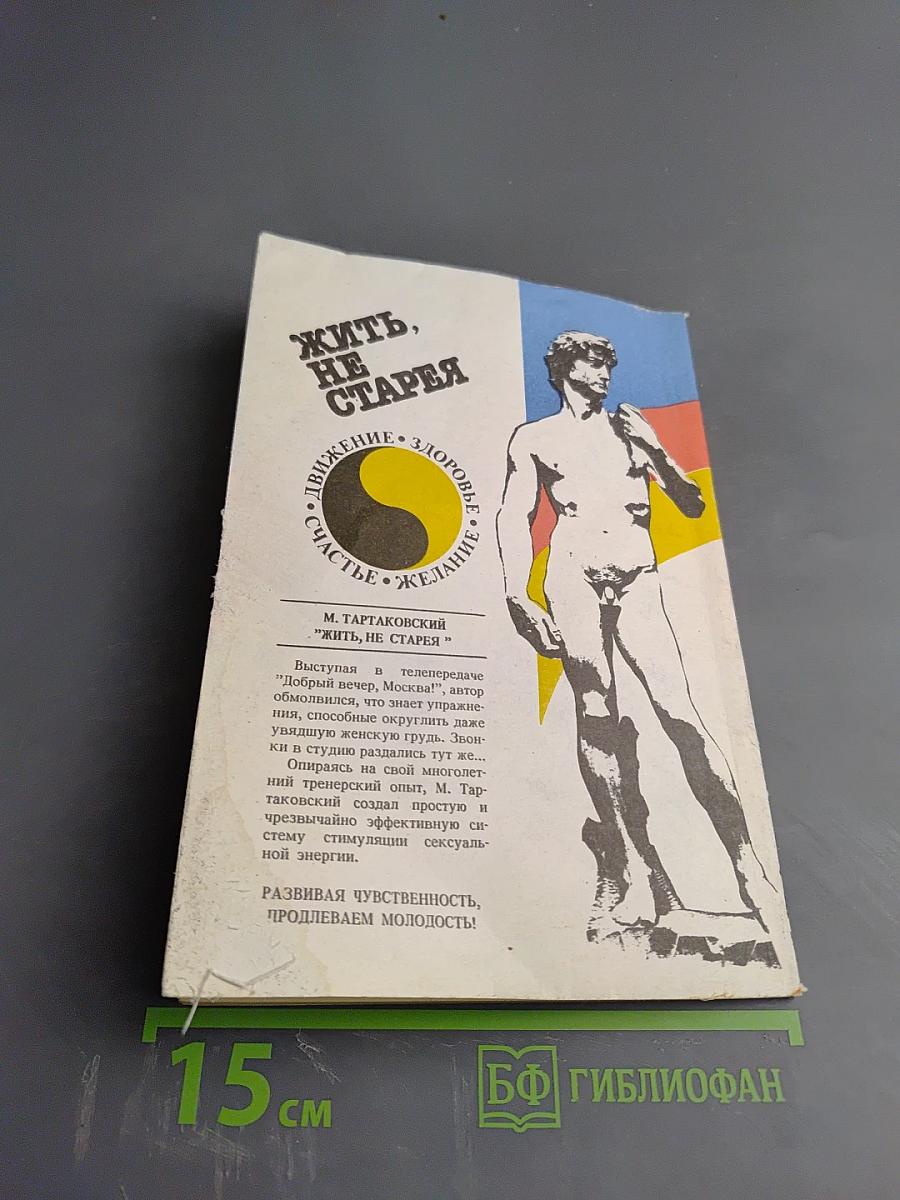 ЖИТЬ,
НЕ
СТАРЕЯ
ДВИЖЕНИЕ • ЗДОРОВЬЕ • ЖЕЛАНИЕ • СЧАСТЬЕ •
М. ТАРТАКОВСКИЙ
"ЖИТЬ, НЕ СТАРЕЯ "
Выступая в телепередаче
"Добрый вечер, Москва!", автор
обмолвился, что знает упражне-
ния, способные округлить даже
увядшую женскую грудь. Звон-
ки в студию раздались тут же...
Опираясь на свой многолет-
ний тренерский опыт, М. Тар-
таковский создал простую и
чрезвычайно эффективную си-
стему стимуляции сексуаль-
ной энергии.
РАЗВИВАЯ ЧУВСТВЕННОСТЬ,
ПРОДЛЕВАЕМ МОЛОДОСТЬ!
15 см
БФ ГИБЛИОФАН